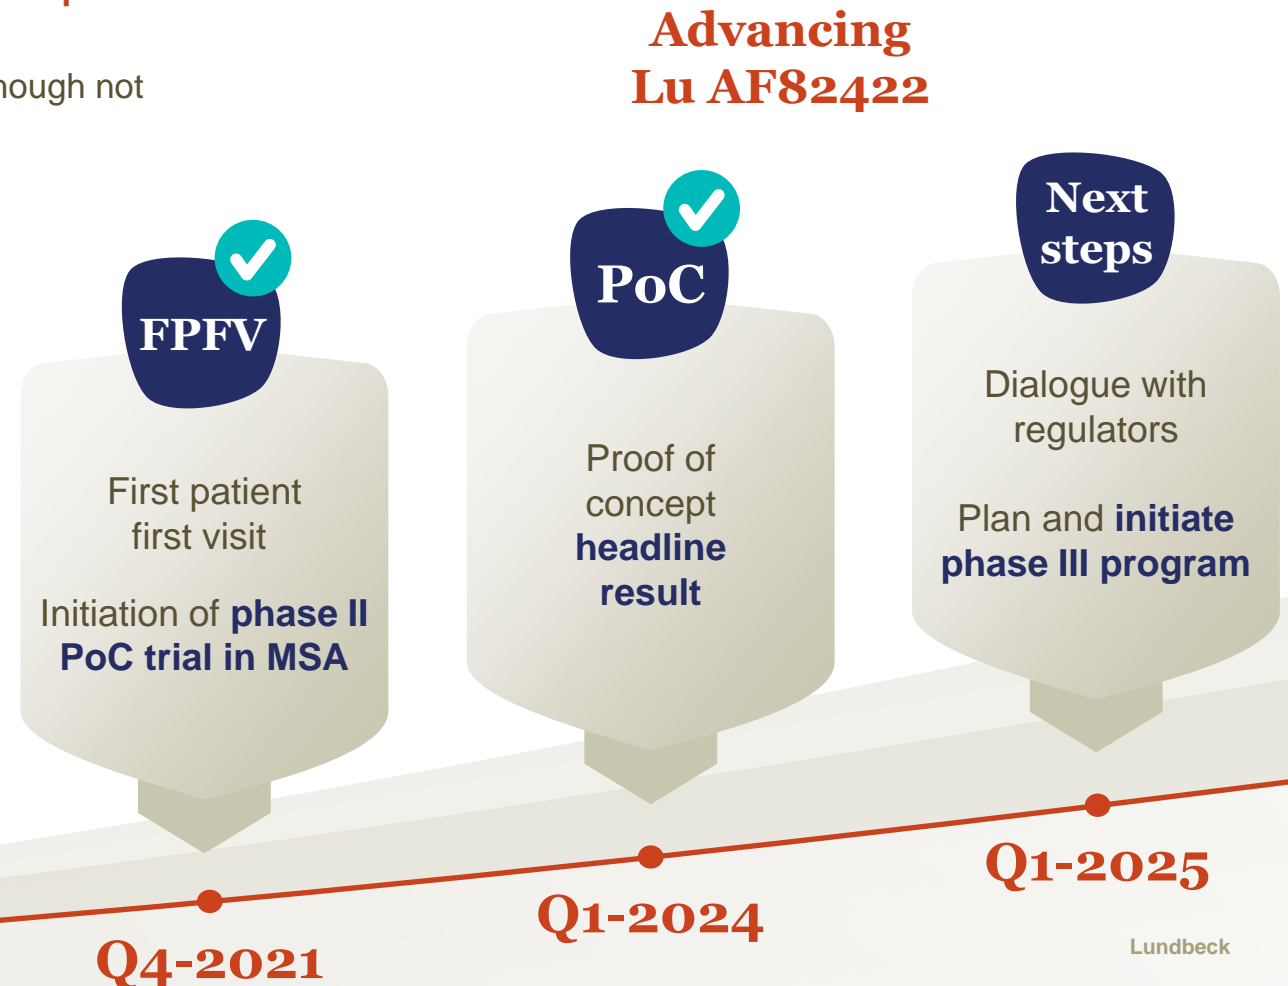 nough not
Advancing
Lu AF82422
FPFV
First patient
first visit
Initiation of phase II
PoC trial in MSA
Q4-2021
PoC
Proof of
concept
headline
result
Q1-2024
Next
steps
Dialogue with
regulators
Plan and initiate
phase III program
Q1-2025
Lundbeck